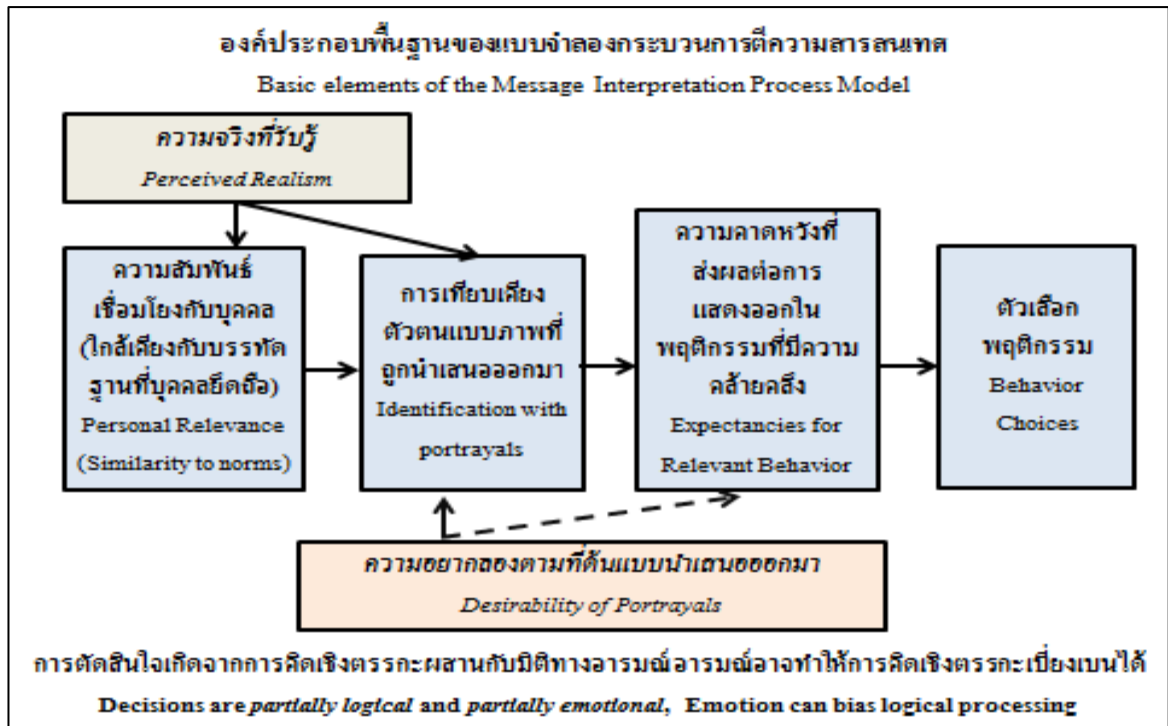 องค์ประกอบพื้นฐานของแบบจำลองกระบวนการตีความสารสนเทศ
Basic elements of the Message Interpretation Process Model
ความจริงที่รับรู้
Perceived Realism
ความสัมพันธ์
เชื่อมโยงกับบุคคล
(ใกล้เคียงกับบรรทัด
ฐานที่บุคคลยึดถือ)
Personal Relevance
(Similarity to norms)
การเทียบเคียง
ตัวตนแบบภาพที่
ถูกนำเสนอออกมา
Identification with
portrayals
ความคาดหวังที่
ส่งผลต่อการ
แสดงออกใน
พฤติกรรมที่มีความ
คล้ายคลึง
Expectancies for
Relevant Behavior
ตัวเลือก
พฤติกรรม
Behavior
Choices
ความอยากลองตามที่ต้นแบบนำเสนอออกมา
Desirability of Portrayals
การตัดสินใจเกิดจากการคิดเชิงตรรกะผสานกับมิติทางอารมณ์อารมณ์อาจทำให้การคิดเชิงตรรกะเบี่ยงเบนได้
Decisions are partially logical and partially emotional, Emotion can bias logical processing